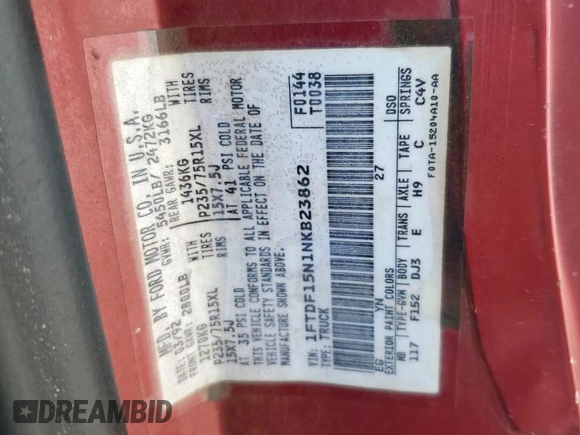 MFD. BY FORD MOTOR CO. IN U.S.A.
DATE: 03/92 GVWR: 5450LB/ 2472KG
FRONT GAWR: 2800LB REAR GAWR: 3166LB
1270KG WITH 1436KG WITH
P235/75R15XL TIRES P235/75R15XL TIRES
15X7.5J RIMS 15X7.5J RIMS
AT 35 PSI COLD AT 41 PSI COLD
THIS VEHICLE CONFORMS TO ALL APPLICABLE FEDERAL MOTOR
VEHICLE SAFETY STANDARDS IN EFFECT ON THE DATE OF
MANUFACTURE SHOWN ABOVE.
F0144
T0038
VIN: 1FTDF15N1NKB23862
TYPE: TRUCK
EG YN 27
EXTERIOR PAINT COLORS DSO
WB TYPE-GVW BODY TRANS AXLE TAPE SPRINGS
117 F152 DJ3 E H9 C C4V
F0TA-15204A10-AA
DREAMBID